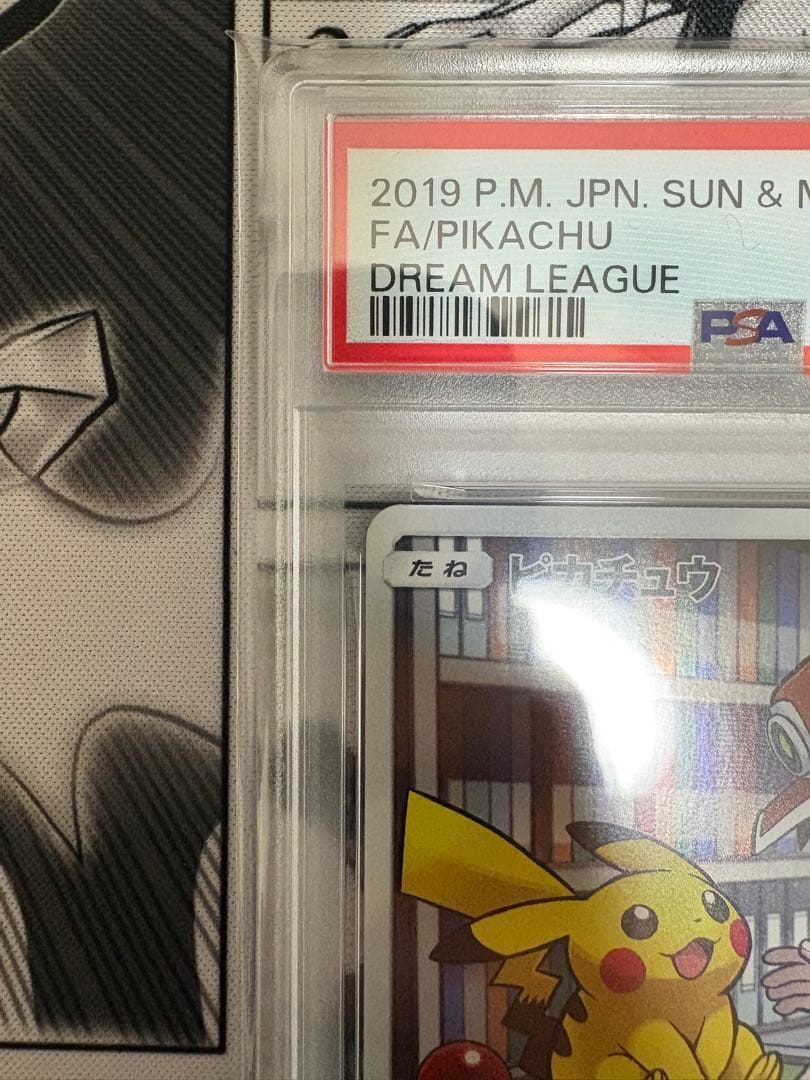 2019 P.M. JPN. SUN & M
FA/PIKACHU
DREAM LEAGUE
PSA
たね ピカチュウ